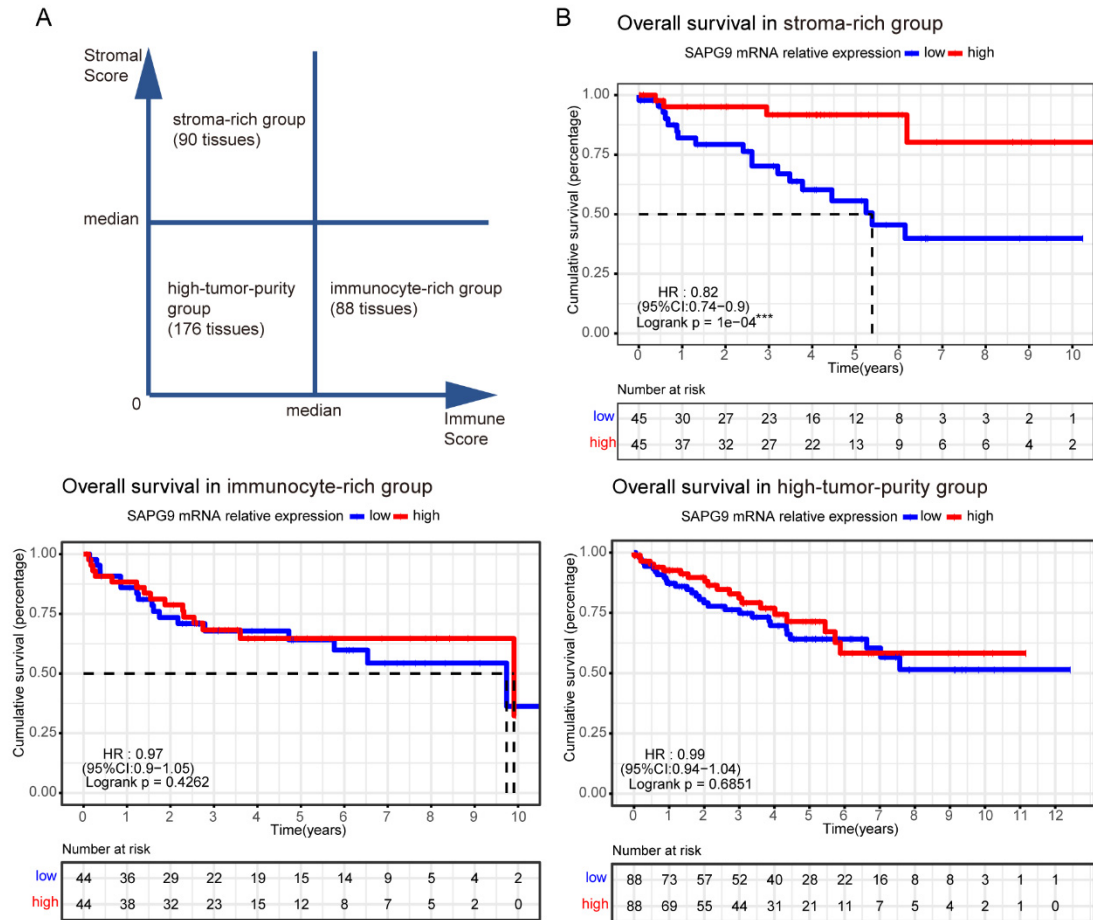 A
Stromal
Score
stroma-rich group
(90 tissues)
median
high-tumor-purity
group
(176 tissues)
immunocyte-rich group
(88 tissues)
0
median
Immune
Score
B
Overall survival in stroma-rich group
SAPG9 mRNA relative expression low high
Cumulative survival (percentage)
1.00
0.75
0.50
0.25
0.00
HR : 0.82
(95%CI:0.74−0.9)
Logrank p = 1e−04***
0 1 2 3 4 5 6 7 8 9 10
Time(years)
Number at risk
low 45 30 27 23 16 12 8 3 3 2 1
high 45 37 32 27 22 13 9 6 6 4 2
Overall survival in immunocyte-rich group
SAPG9 mRNA relative expression low high
Cumulative survival (percentage)
1.00
0.75
0.50
0.25
0.00
HR : 0.97
(95%CI:0.9−1.05)
Logrank p = 0.4262
0 1 2 3 4 5 6 7 8 9 10
Time(years)
Number at risk
low 44 36 29 22 19 15 14 9 5 4 2
high 44 38 32 23 15 12 8 7 5 2 0
Overall survival in high-tumor-purity group
SAPG9 mRNA relative expression low high
Cumulative survival (percentage)
1.00
0.75
0.50
0.25
0.00
HR : 0.99
(95%CI:0.94−1.04)
Logrank p = 0.6851
0 1 2 3 4 5 6 7 8 9 10 11 12
Time(years)
Number at risk
low 88 73 57 52 40 28 22 16 8 8 3 1 1
high 88 69 55 44 31 21 11 7 5 4 2 1 0